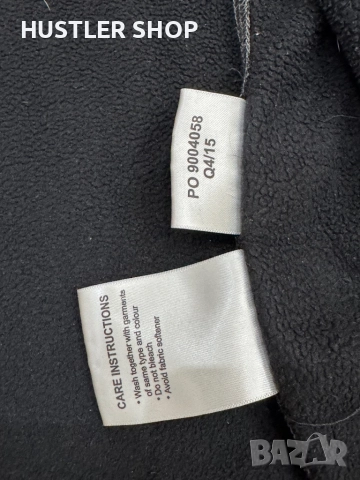 HUSTLER SHOP
PO 9004058
Q4/15
CARE INSTRUCTIONS
• Wash together with garments
of same type and colour
• Do not bleach
• Avoid fabric softener
BAZAR